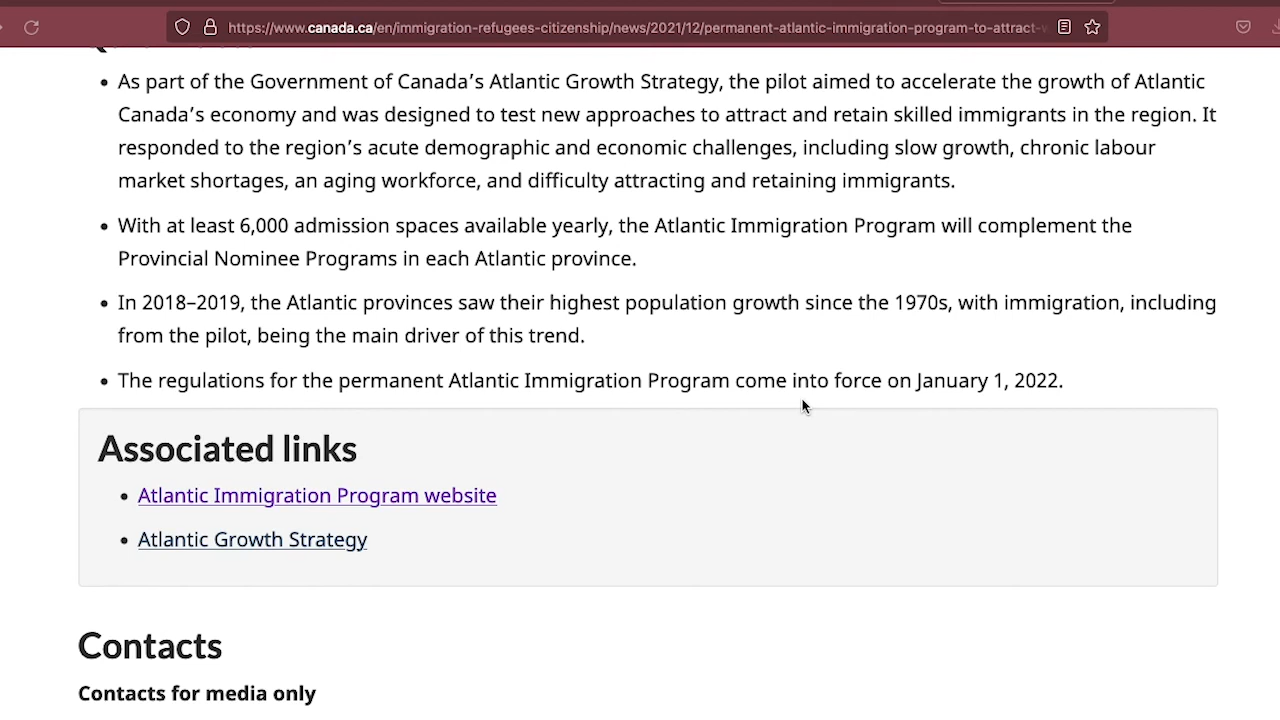 https://www.canada.ca/en/immigration-refugees-citizenship/news/2021/12/permanent-atlantic-immigration-program-to-attract-
• As part of the Government of Canada's Atlantic Growth Strategy, the pilot aimed to accelerate the growth of Atlantic
Canada's economy and was designed to test new approaches to attract and retain skilled immigrants in the region. It
responded to the region's acute demographic and economic challenges, including slow growth, chronic labour
market shortages, an aging workforce, and difficulty attracting and retaining immigrants.
• With at least 6,000 admission spaces available yearly, the Atlantic Immigration Program will complement the
Provincial Nominee Programs in each Atlantic province.
• In 2018–2019, the Atlantic provinces saw their highest population growth since the 1970s, with immigration, including
from the pilot, being the main driver of this trend.
• The regulations for the permanent Atlantic Immigration Program come into force on January 1, 2022.
Associated links
• Atlantic Immigration Program website
• Atlantic Growth Strategy
Contacts
Contacts for media only